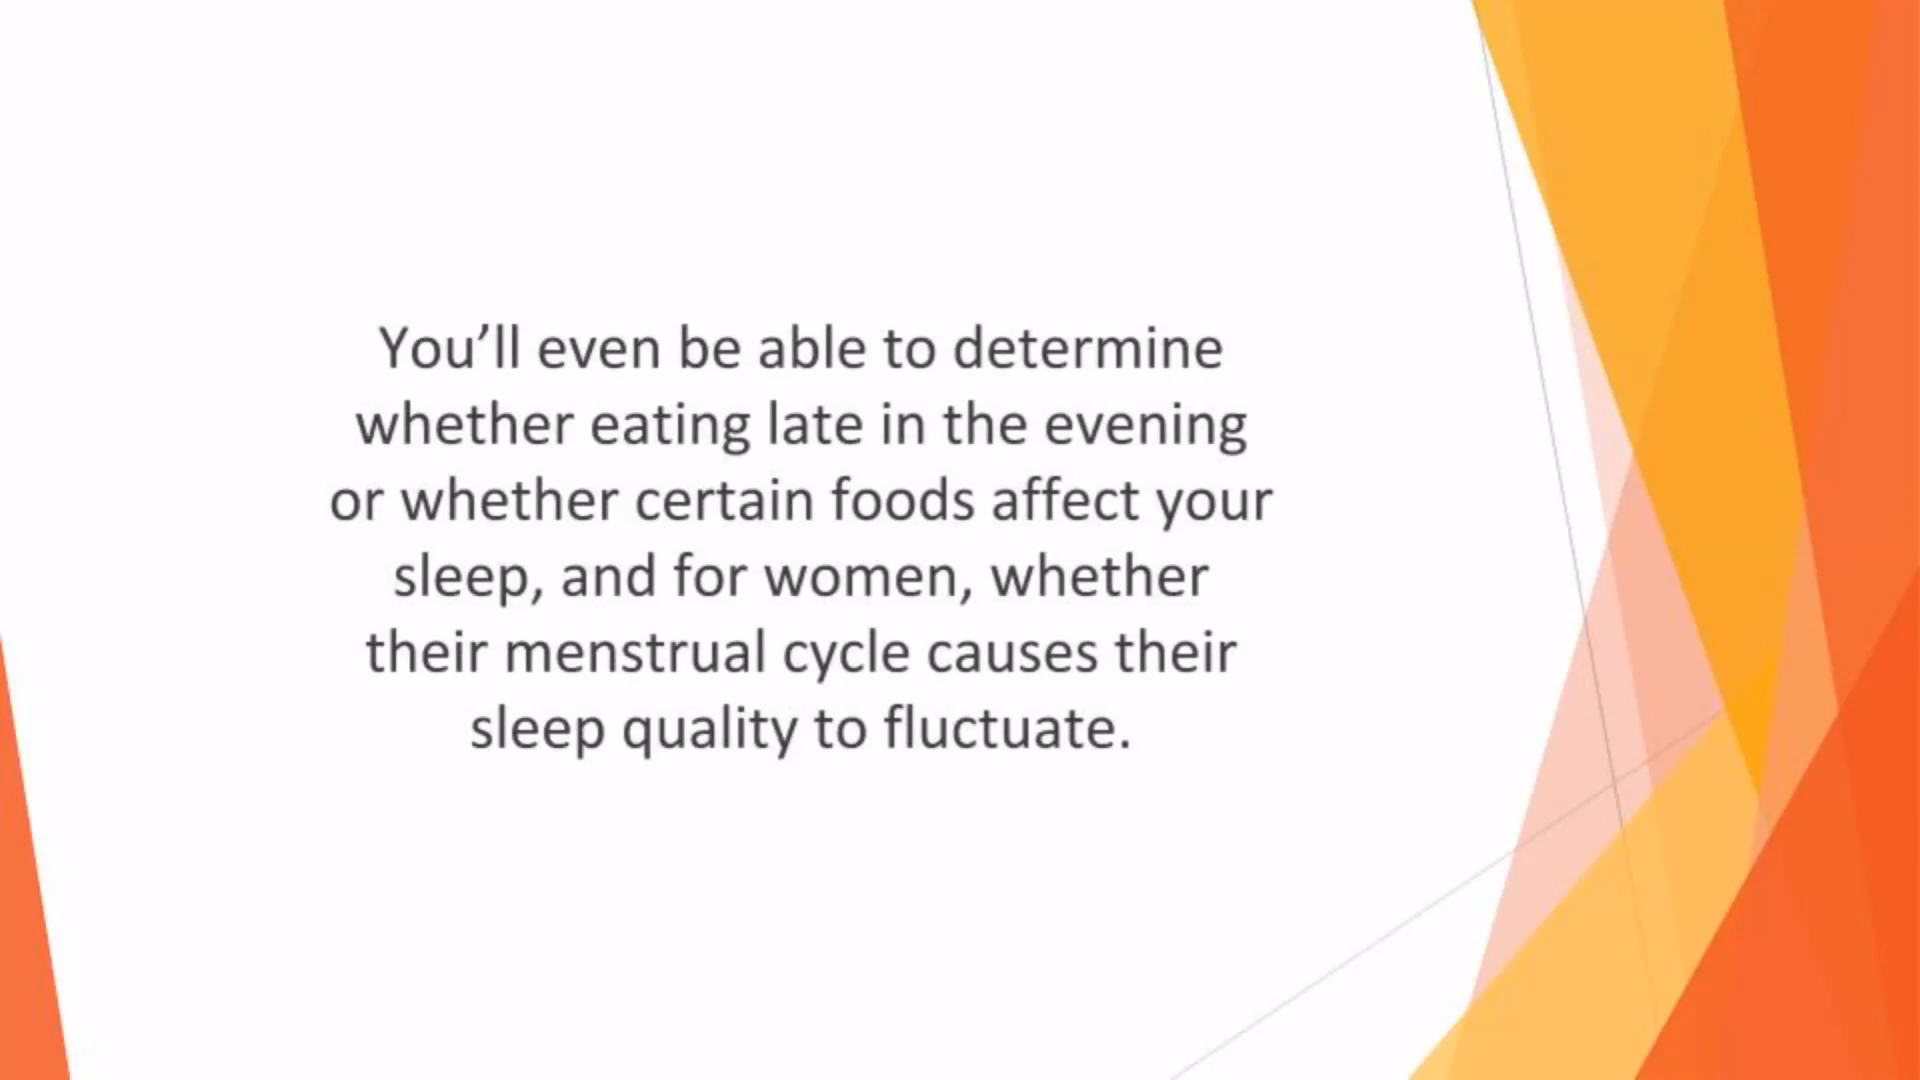 You’ll even be able to determine
whether eating late in the evening
or whether certain foods affect your
sleep, and for women, whether
their menstrual cycle causes their
sleep quality to fluctuate.